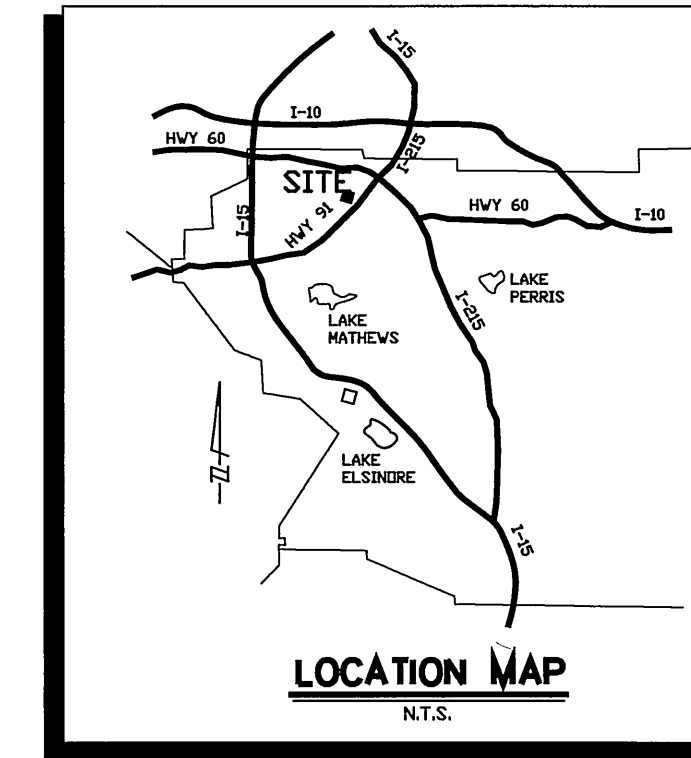 I-15
I-10
HWY 60
I-215
SITE
I-15
HWY 91
HWY 60
I-10
LAKE
PERRIS
I-215
LAKE
MATHEWS
N
LAKE
ELSINORE
I-15
LOCATION MAP
N.T.S.